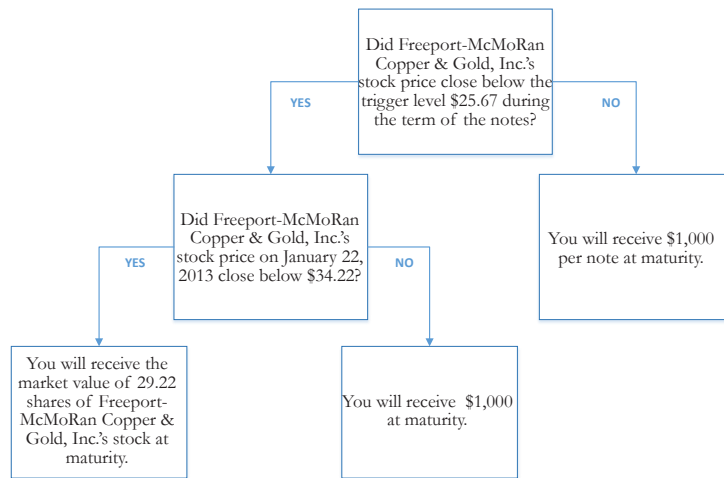 Did Freeport-McMoRan
Copper & Gold, Inc.'s
stock price close below the
trigger level $25.67 during
the term of the notes?
YES
NO
Did Freeport-McMoRan
Copper & Gold, Inc.'s
stock price on January 22,
2013 close below $34.22?
You will receive $1,000
per note at maturity.
YES
NO
You will receive the
market value of 29.22
shares of Freeport-
McMoRan Copper &
Gold, Inc.'s stock at
maturity.
You will receive $1,000
at maturity.